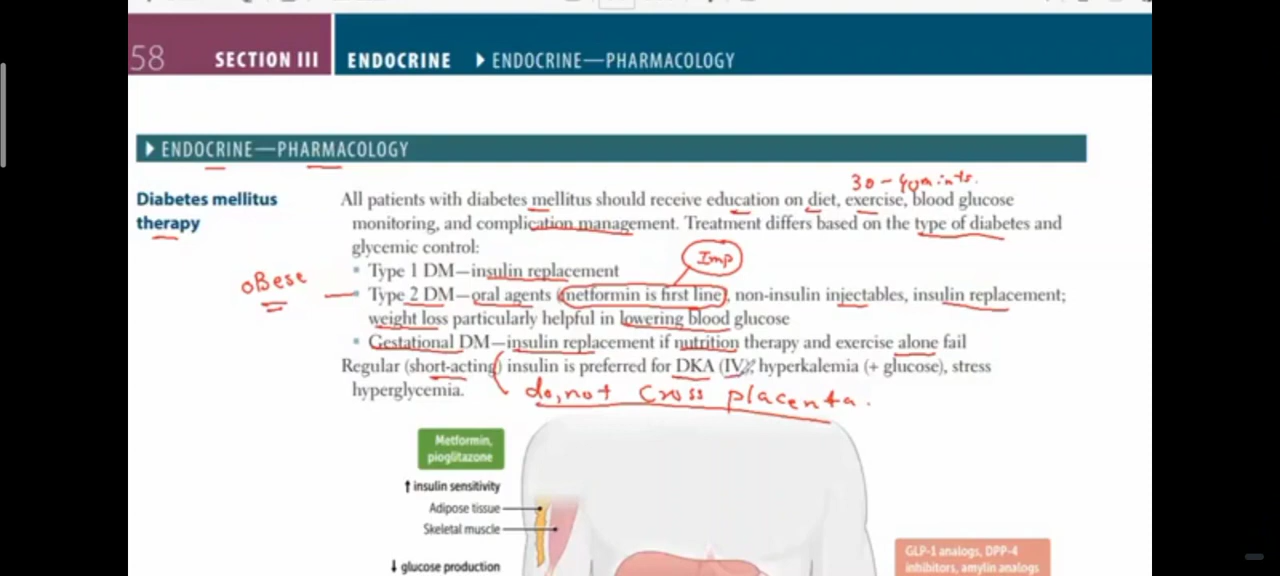 58 SECTION III ENDOCRINE ▶ ENDOCRINE—PHARMACOLOGY
▶ ENDOCRINE—PHARMACOLOGY
30-40mints.
Diabetes mellitus
therapy
All patients with diabetes mellitus should receive education on diet, exercise, blood glucose
monitoring, and complication management. Treatment differs based on the type of diabetes and
glycemic control:
Imp
▪ Type 1 DM—insulin replacement
oBese
▪ Type 2 DM—oral agents (metformin is first line), non-insulin injectables, insulin replacement;
weight loss particularly helpful in lowering blood glucose
▪ Gestational DM—insulin replacement if nutrition therapy and exercise alone fail
Regular (short-acting) insulin is preferred for DKA (IV), hyperkalemia (+ glucose), stress
hyperglycemia.
do,not cross placenta.
Metformin,
pioglitazone
↑ insulin sensitivity
Adipose tissue
Skeletal muscle
↓ glucose production
GLP-1 analogs, DPP-4
inhibitors, amylin analogs